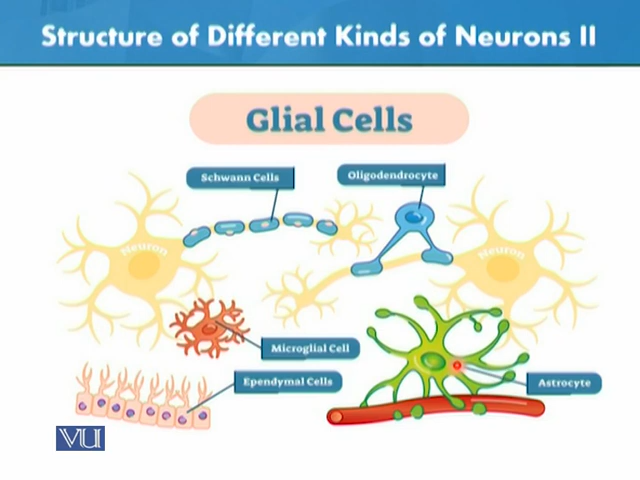 Structure of Different Kinds of Neurons II
Glial Cells
Schwann Cells
Oligodendrocyte
Neuron
Neuron
Microglial Cell
Ependymal Cells
Astrocyte
VU